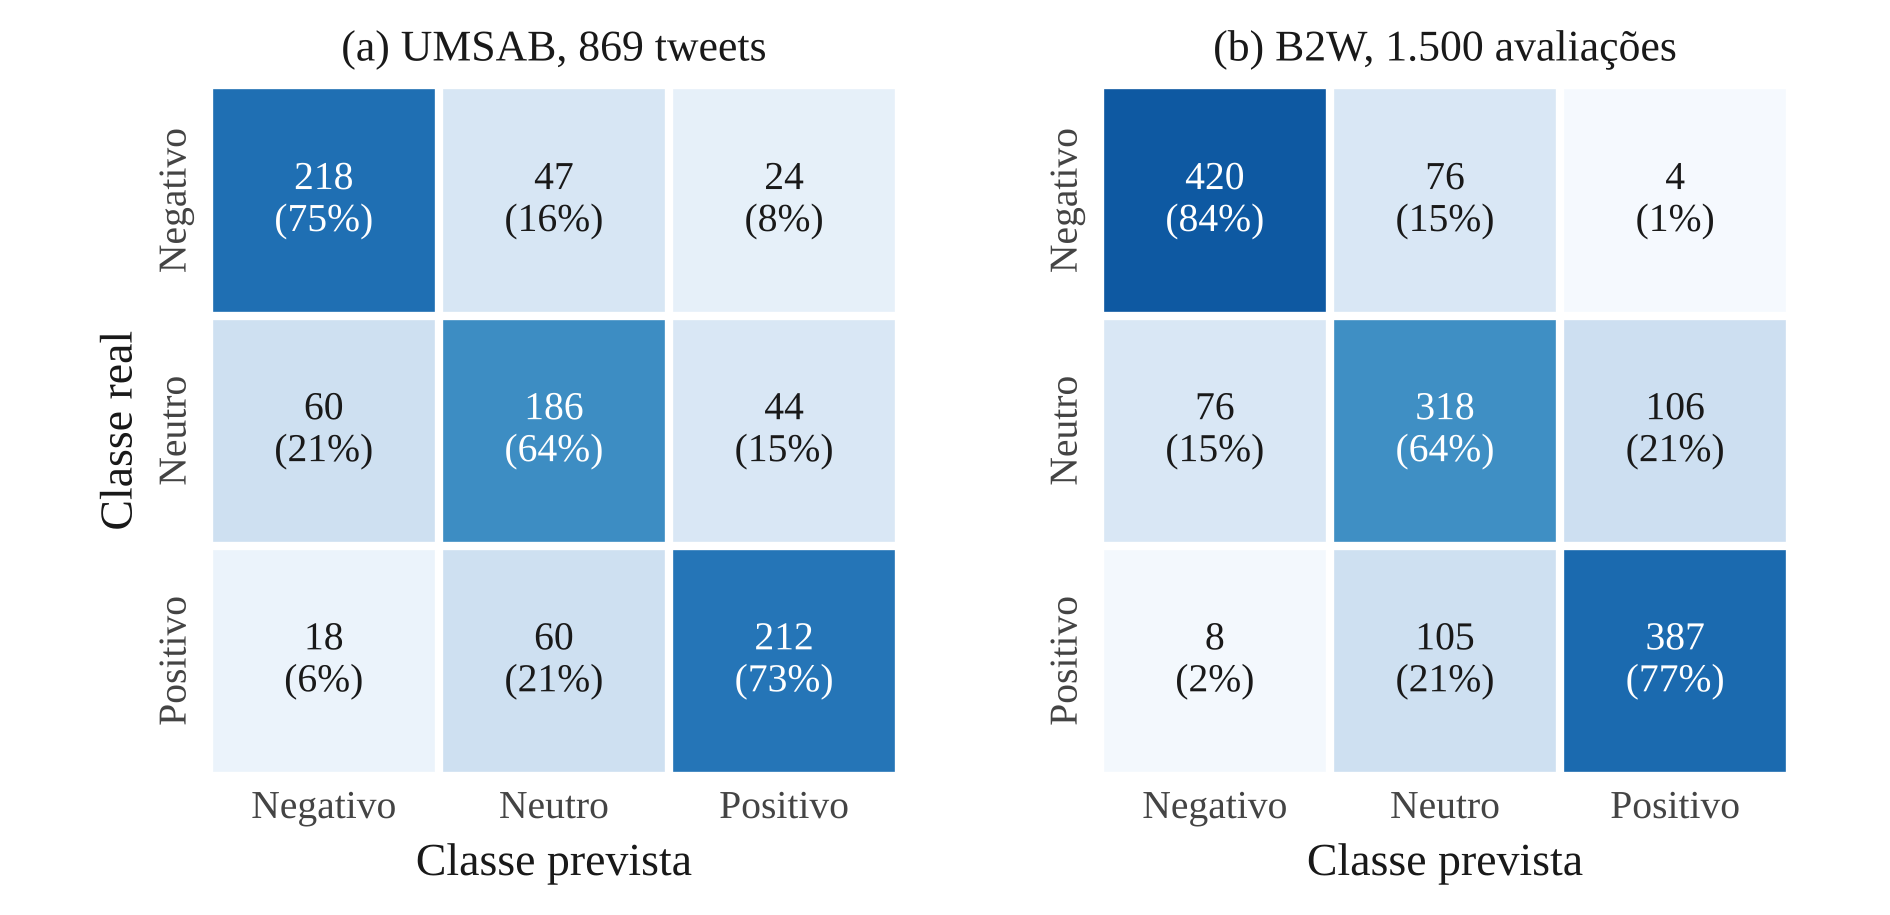 (a) UMSAB, 869 tweets
Classe real
Negativo
218
(75%)
47
(16%)
24
(8%)
Neutro
60
(21%)
186
(64%)
44
(15%)
Positivo
18
(6%)
60
(21%)
212
(73%)
Negativo
Neutro
Positivo
Classe prevista
(b) B2W, 1.500 avaliações
Negativo
420
(84%)
76
(15%)
4
(1%)
Neutro
76
(15%)
318
(64%)
106
(21%)
Positivo
8
(2%)
105
(21%)
387
(77%)
Negativo
Neutro
Positivo
Classe prevista